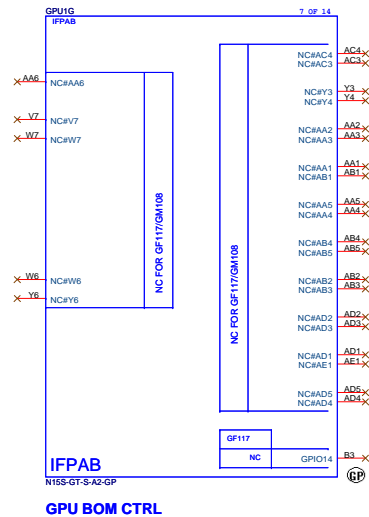 GPU1G 7 OF 14
IFPAB
AA6 NC#AA6
V7 NC#V7
W7 NC#W7
W6 NC#W6
Y6 NC#Y6
NC FOR GF117/GM108
NC FOR GF117/GM108
NC#AC4 AC4
NC#AC3 AC3
NC#Y3 Y3
NC#Y4 Y4
NC#AA2 AA2
NC#AA3 AA3
NC#AA1 AA1
NC#AB1 AB1
NC#AA5 AA5
NC#AA4 AA4
NC#AB4 AB4
NC#AB5 AB5
NC#AB2 AB2
NC#AB3 AB3
NC#AD2 AD2
NC#AD3 AD3
NC#AD1 AD1
NC#AE1 AE1
NC#AD5 AD5
NC#AD4 AD4
GF117
NC GPIO14 B3
IFPAB
GP
N15S-GT-S-A2-GP
GPU BOM CTRL